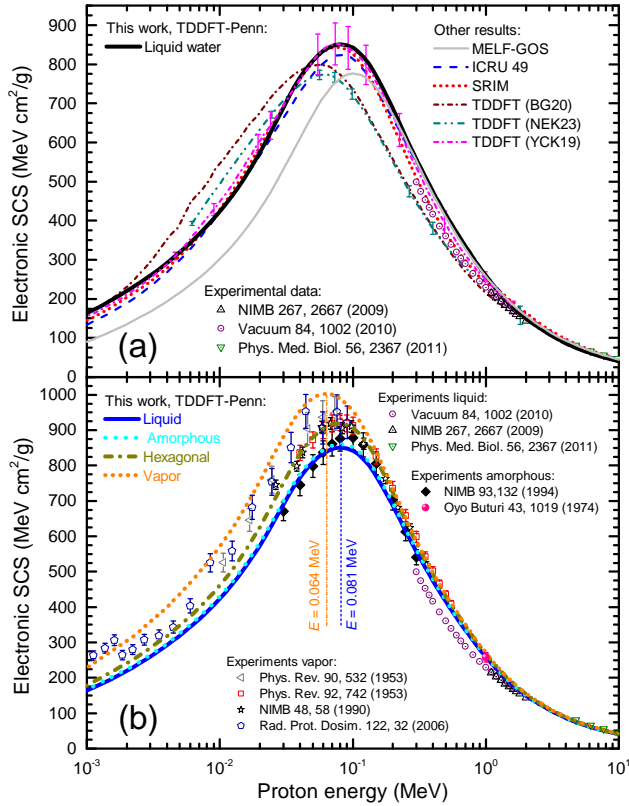 Electronic SCS (MeV cm²/g)
900
800
700
600
500
400
300
200
100
0
This work, TDDFT-Penn:
Liquid water
Other results:
MELF-GOS
ICRU 49
SRIM
TDDFT (BG20)
TDDFT (NEK23)
TDDFT (YCK19)
Experimental data:
NIMB 267, 2667 (2009)
Vacuum 84, 1002 (2010)
Phys. Med. Biol. 56, 2367 (2011)
(a)
Electronic SCS (MeV cm²/g)
1000
900
800
700
600
500
400
300
200
100
0
This work, TDDFT-Penn:
Liquid
Amorphous
Hexagonal
Vapor
Experiments liquid:
Vacuum 84, 1002 (2010)
NIMB 267, 2667 (2009)
Phys. Med. Biol. 56, 2367 (2011)
Experiments amorphous:
NIMB 93,132 (1994)
Oyo Buturi 43, 1019 (1974)
E = 0.064 MeV
E = 0.081 MeV
Experiments vapor:
Phys. Rev. 90, 532 (1953)
Phys. Rev. 92, 742 (1953)
NIMB 48, 58 (1990)
Rad. Prot. Dosim. 122, 32 (2006)
(b)
10⁻³ 10⁻² 10⁻¹ 10⁰ 10¹
Proton energy (MeV)